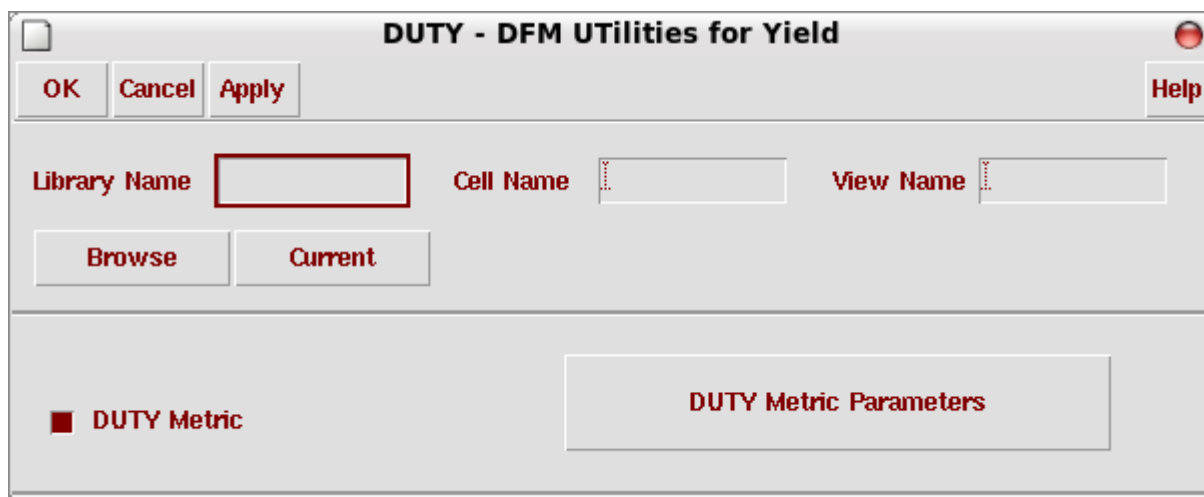 DUTY - DFM UTilities for Yield
OK Cancel Apply Help
Library Name Cell Name View Name
Browse Current
DUTY Metric Parameters
DUTY Metric